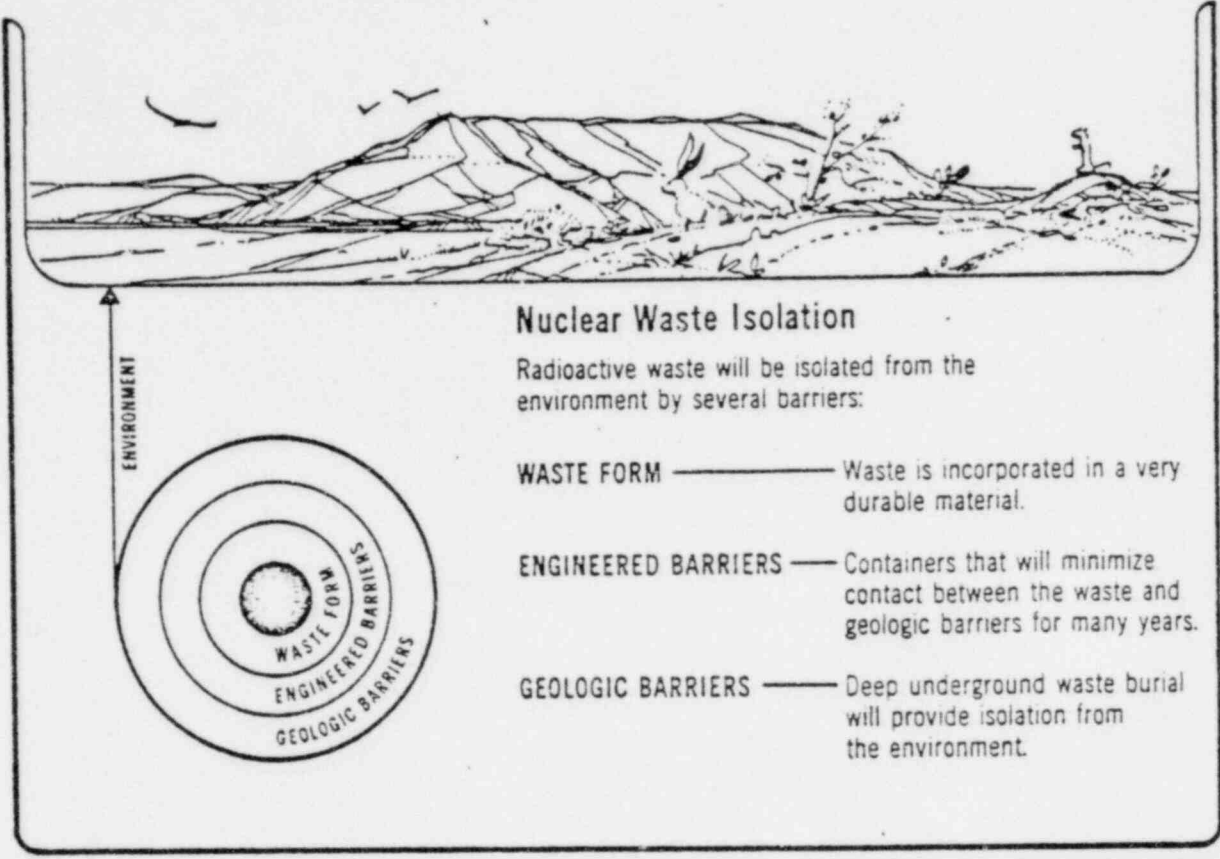 Nuclear Waste Isolation
Radioactive waste will be isolated from the
environment by several barriers:
WASTE FORM
Waste is incorporated in a very
durable material.
ENGINEERED BARRIERS
Containers that will minimize
contact between the waste and
geologic barriers for many years.
GEOLOGIC BARRIERS
Deep underground waste burial
will provide isolation from
the environment.
ENVIRONMENT
WASTE FORM
ENGINEERED BARRIERS
GEOLOGIC BARRIERS